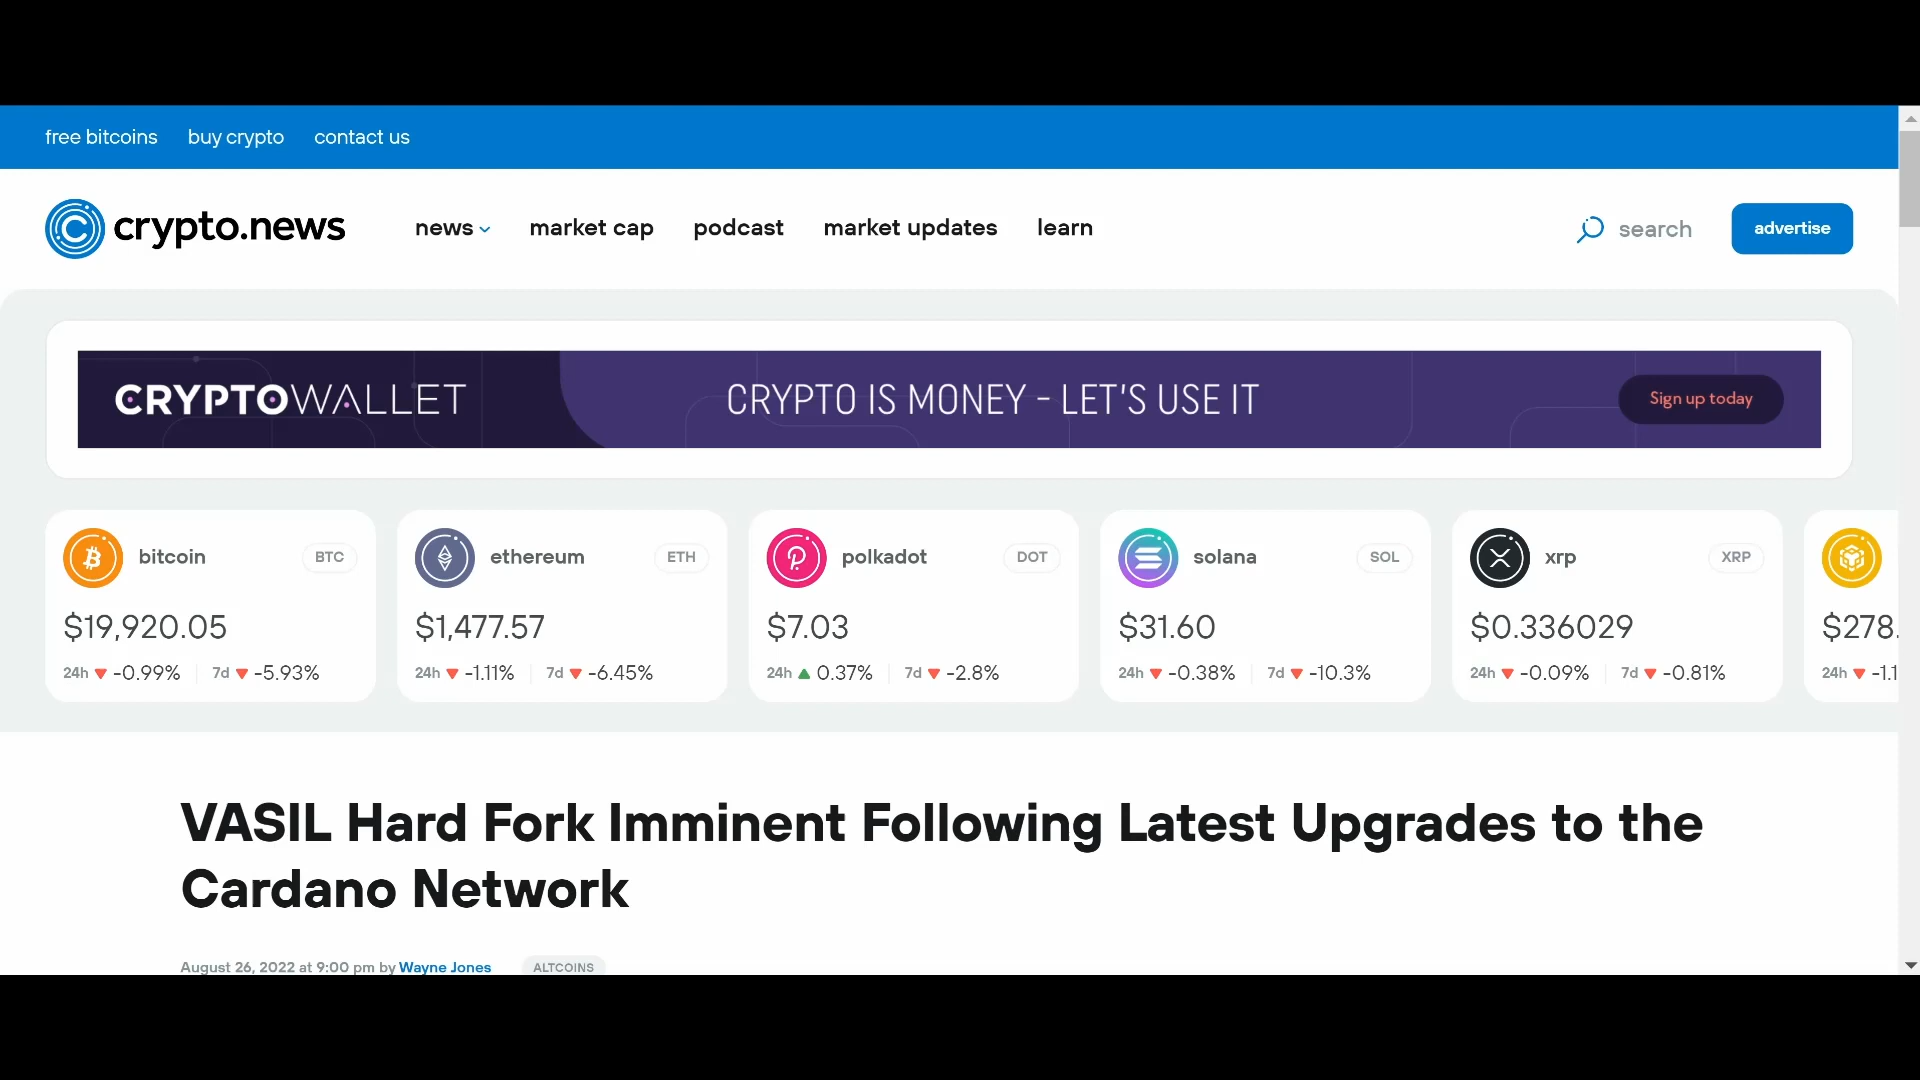 free bitcoins buy crypto contact us
crypto.news news market cap podcast market updates learn search advertise
CRYPTOWALLET CRYPTO IS MONEY - LET'S USE IT Sign up today
bitcoin BTC ethereum ETH polkadot DOT solana SOL xrp XRP
$19,920.05 $1,477.57 $7.03 $31.60 $0.336029 $278.
24h -0.99% 7d -5.93% 24h -1.11% 7d -6.45% 24h 0.37% 7d -2.8% 24h -0.38% 7d -10.3% 24h -0.09% 7d -0.81% 24h -1.1
VASIL Hard Fork Imminent Following Latest Upgrades to the
Cardano Network
August 26, 2022 at 9:00 pm by Wayne Jones ALTCOINS